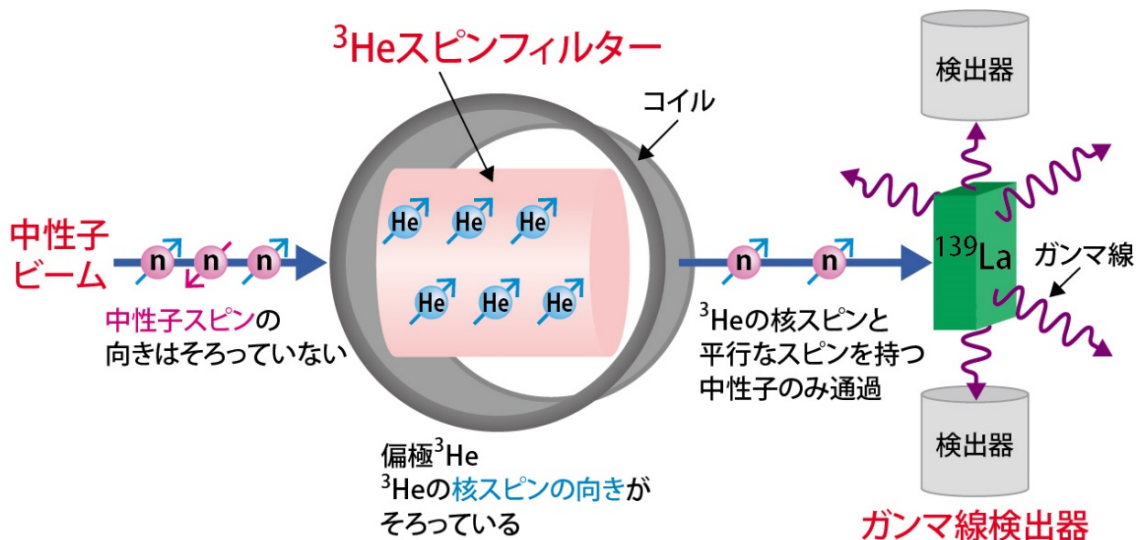 ³Heスピンフィルター
コイル
検出器
中性子
ビーム
n
n
n
He
He
He
He
He
He
n
n
¹³⁹La
ガンマ線
中性子スピンの
向きはそろっていない
³Heの核スピンと
平行なスピンを持つ
中性子のみ通過
偏極³He
³Heの核スピンの向きが
そろっている
検出器
ガンマ線検出器